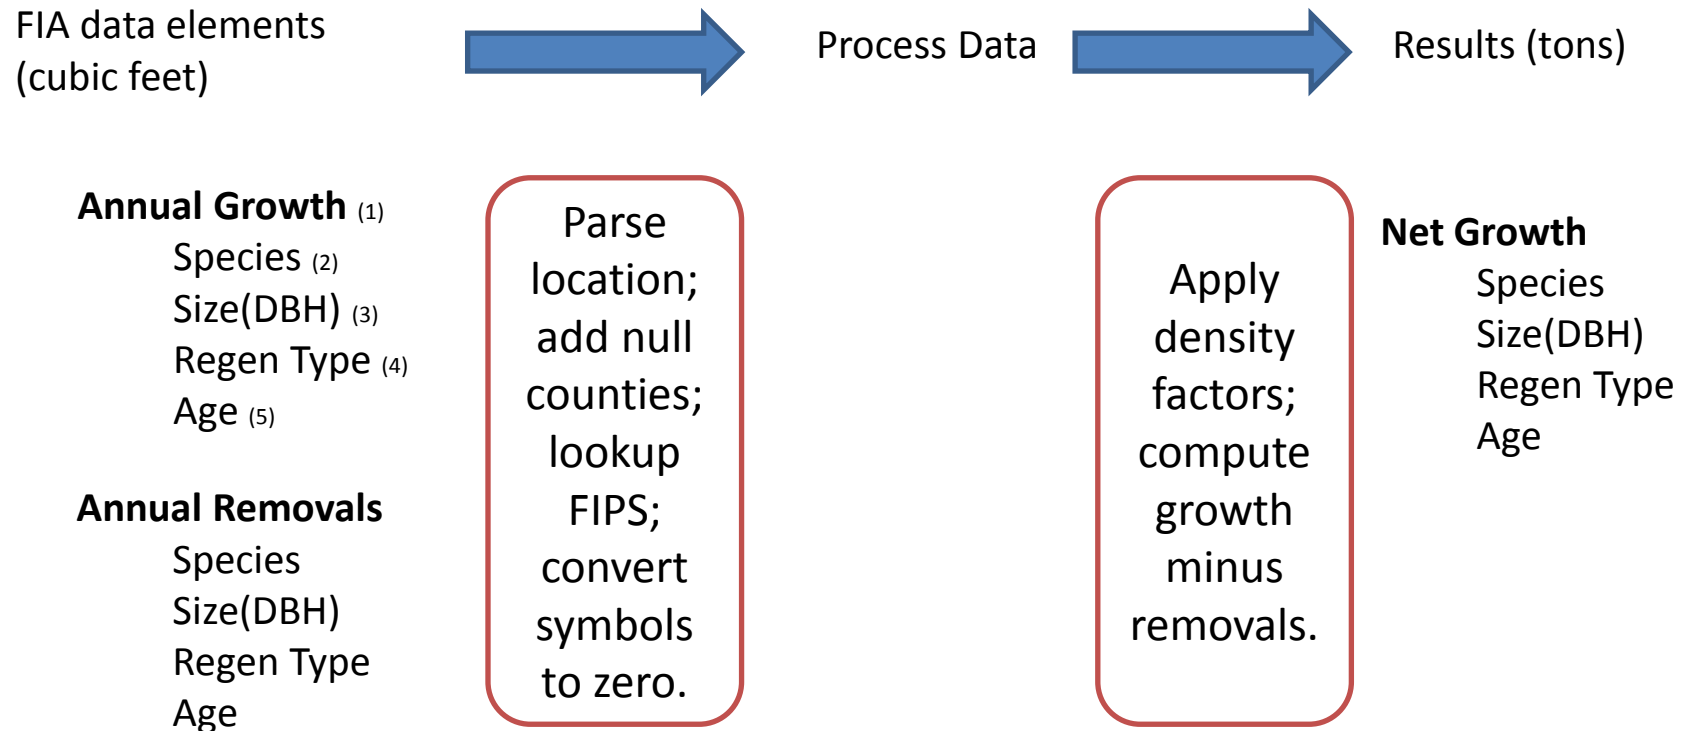 FIA data elements
(cubic feet)
Process Data
Results (tons)
Annual Growth (1)
Species (2)
Size(DBH) (3)
Regen Type (4)
Age (5)
Annual Removals
Species
Size(DBH)
Regen Type
Age
Parse
location;
add null
counties;
lookup
FIPS;
convert
symbols
to zero.
Apply
density
factors;
compute
growth
minus
removals.
Net Growth
Species
Size(DBH)
Regen Type
Age